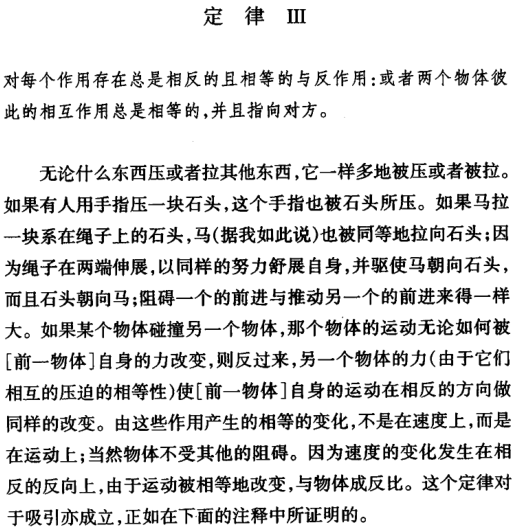 定 律 Ⅲ
对每个作用存在总是相反的且相等的与反作用:或者两个物体彼
此的相互作用总是相等的,并且指向对方。
无论什么东西压或者拉其他东西,它一样多地被压或者被拉。
如果有人用手指压一块石头,这个手指也被石头所压。如果马拉
一块系在绳子上的石头,马(据我如此说)也被同等地拉向石头;因
为绳子在两端伸展,以同样的努力舒展自身,并驱使马朝向石头,
而且石头朝向马;阻碍一个的前进与推动另一个的前进来得一样
大。如果某个物体碰撞另一个物体,那个物体的运动无论如何被
[前一物体]自身的力改变,则反过来,另一个物体的力(由于它们
相互的压迫的相等性)使[前一物体]自身的运动在相反的方向做
同样的改变。由这些作用产生的相等的变化,不是在速度上,而是
在运动上;当然物体不受其他的阻碍。因为速度的变化发生在相
反的反向上,由于运动被相等地改变,与物体成反比。这个定律对
于吸引亦成立,正如在下面的注释中所证明的。